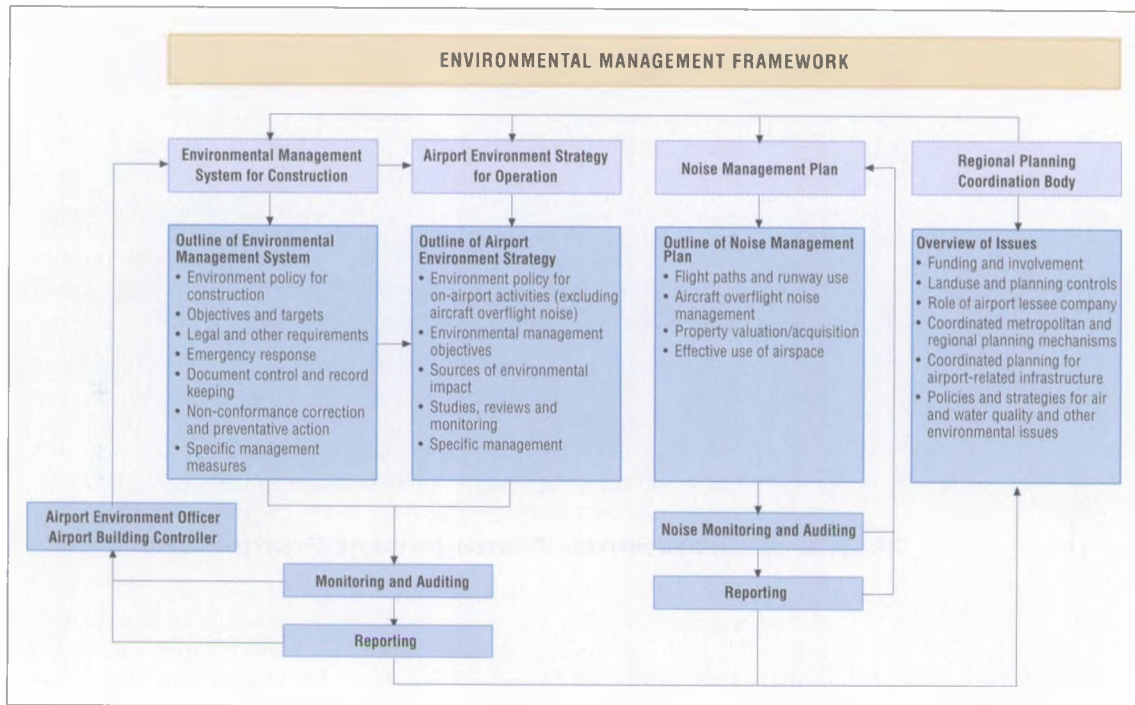 ENVIRONMENTAL MANAGEMENT FRAMEWORK
Environmental Management
System for Construction
Airport Environment Strategy
for Operation
Noise Management Plan
Regional Planning
Coordination Body
Outline of Environmental
Management System
• Environment policy for
construction
• Objectives and targets
• Legal and other requirements
• Emergency response
• Document control and record
keeping
• Non-conformance correction
and preventative action
• Specific management
measures
Outline of Airport
Environment Strategy
• Environment policy for
on-airport activities (excluding
aircraft overflight noise)
• Environmental management
objectives
• Sources of environmental
impact
• Studies, reviews and
monitoring
• Specific management
Outline of Noise Management
Plan
• Flight paths and runway use
• Aircraft overflight noise
management
• Property valuation/acquisition
• Effective use of airspace
Overview of Issues
• Funding and involvement
• Landuse and planning controls
• Role of airport lessee company
• Coordinated metropolitan and
regional planning mechanisms
• Coordinated planning for
airport-related infrastructure
• Policies and strategies for air
and water quality and other
environmental issues
Airport Environment Officer
Airport Building Controller
Monitoring and Auditing
Reporting
Noise Monitoring and Auditing
Reporting